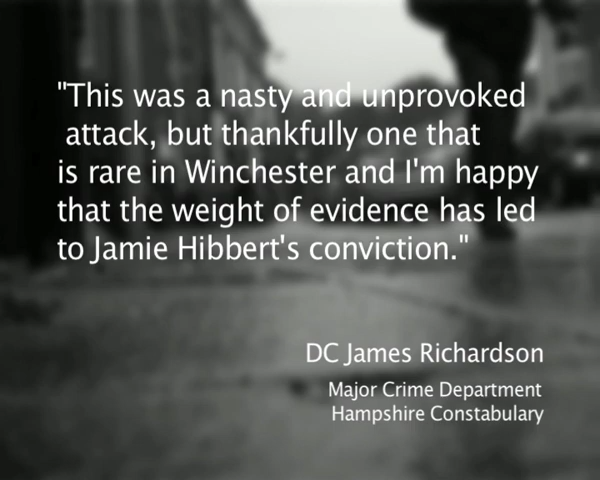 "This was a nasty and unprovoked
attack, but thankfully one that
is rare in Winchester and I'm happy
that the weight of evidence has led
to Jamie Hibbert's conviction."
DC James Richardson
Major Crime Department
Hampshire Constabulary